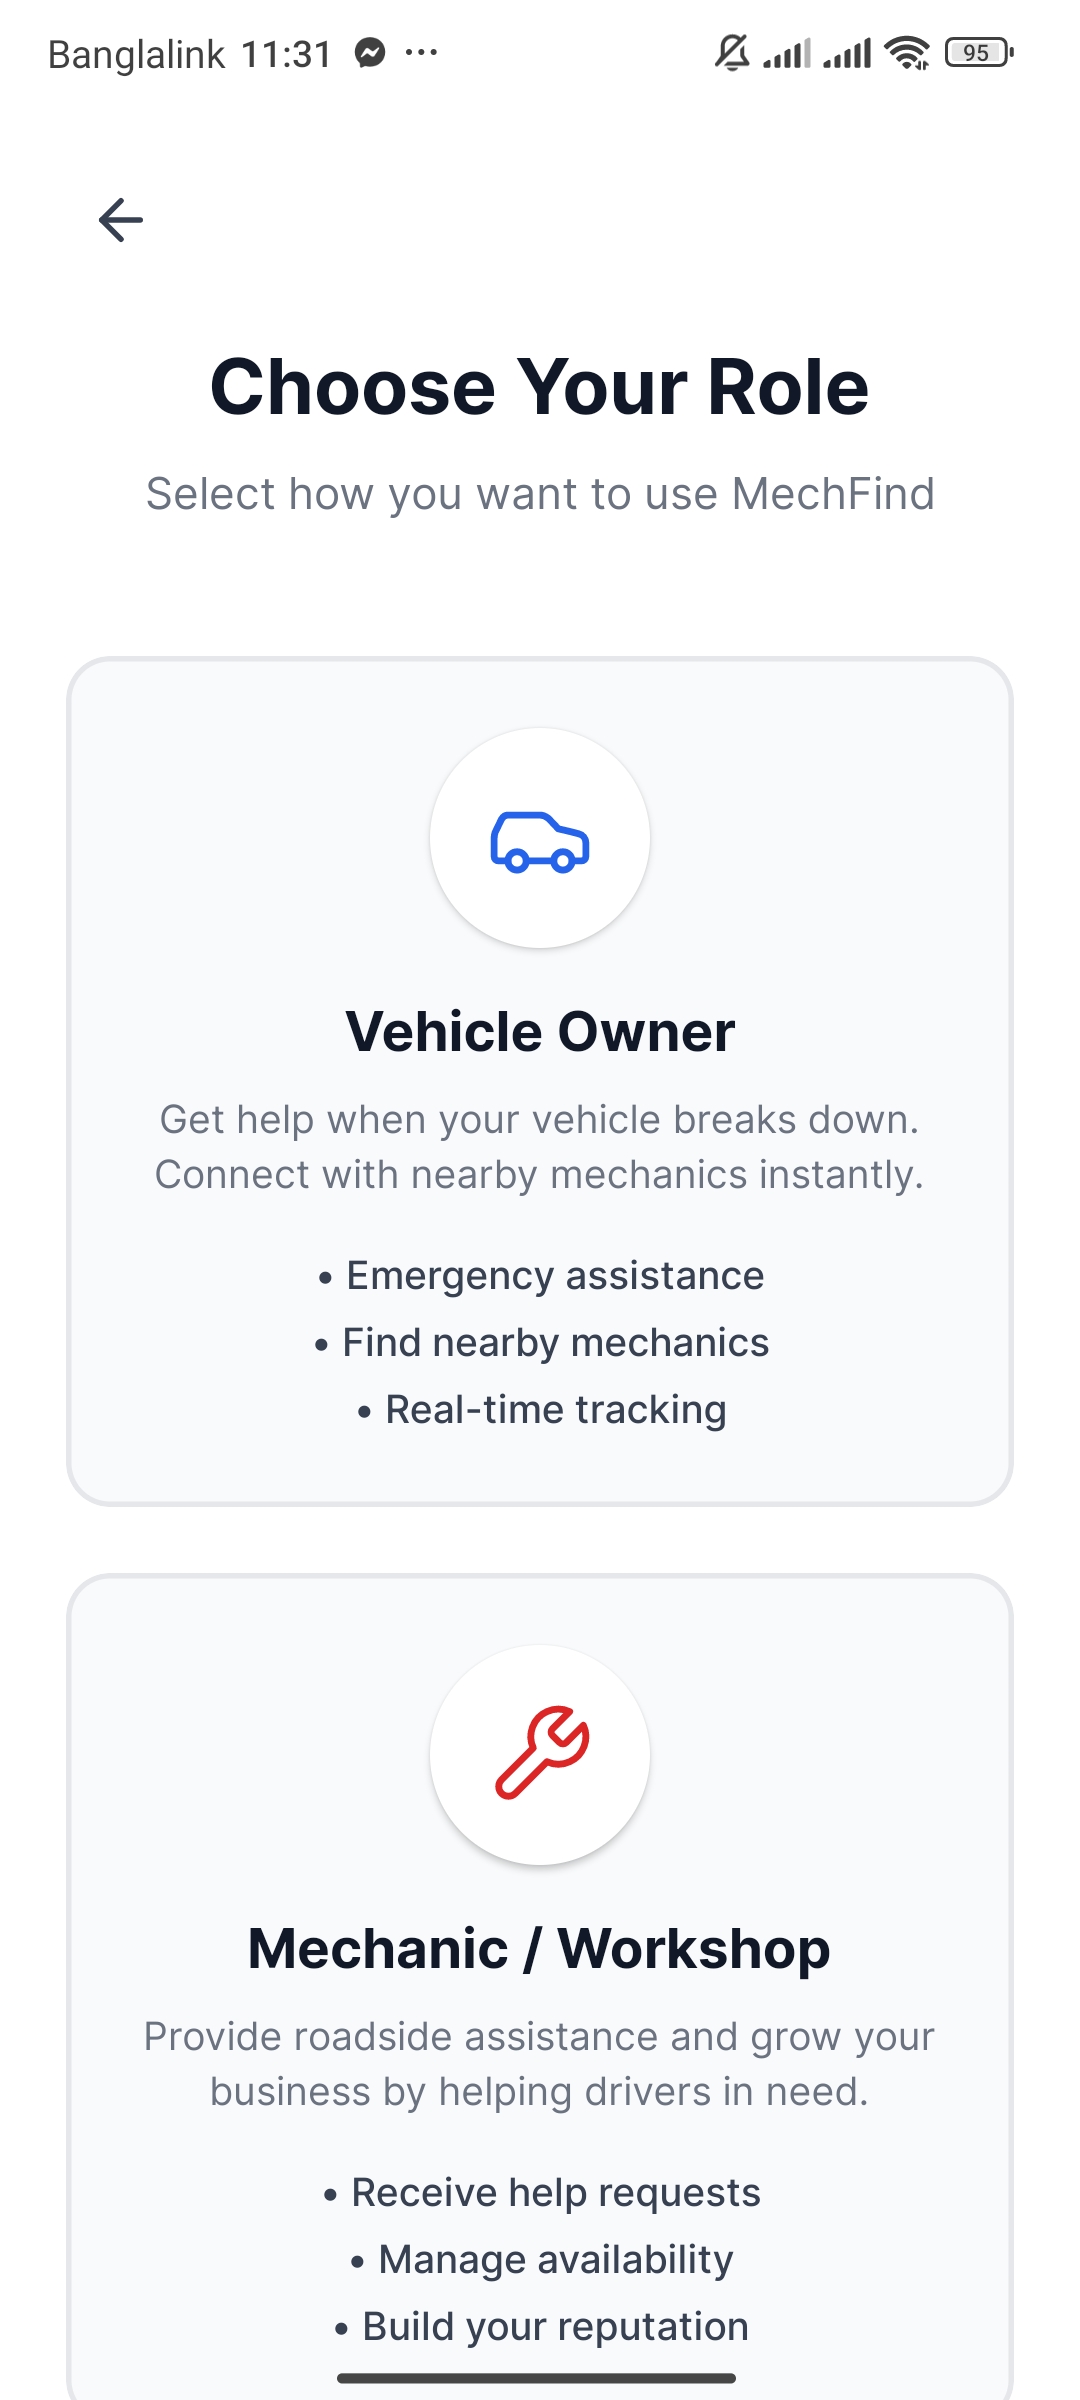 Banglalink 11:31
95
Choose Your Role
Select how you want to use MechFind
Vehicle Owner
Get help when your vehicle breaks down.
Connect with nearby mechanics instantly.
• Emergency assistance
• Find nearby mechanics
• Real-time tracking
Mechanic / Workshop
Provide roadside assistance and grow your
business by helping drivers in need.
• Receive help requests
• Manage availability
• Build your reputation